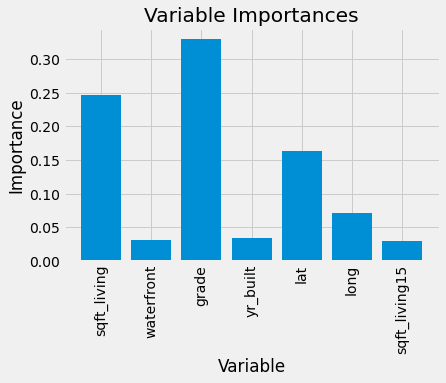 Variable Importances
Importance
0.30
0.25
0.20
0.15
0.10
0.05
0.00
sqft_living
waterfront
grade
yr_built
lat
long
sqft_living15
Variable